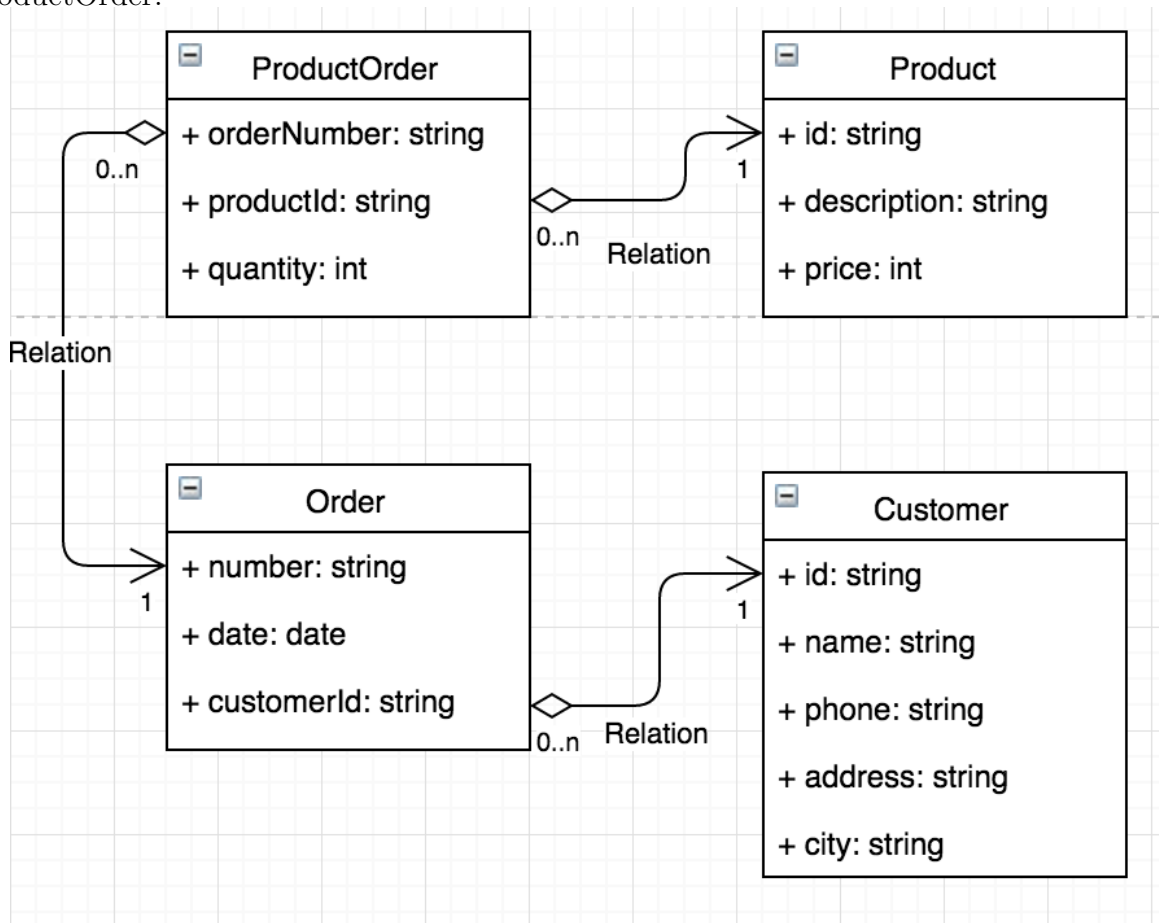 ProductOrder
+ orderNumber: string
+ productId: string
+ quantity: int
Product
+ id: string
+ description: string
+ price: int
0..n
1
0..n
Relation
Relation
Order
+ number: string
+ date: date
+ customerId: string
1
Customer
+ id: string
+ name: string
+ phone: string
+ address: string
+ city: string
1
0..n
Relation